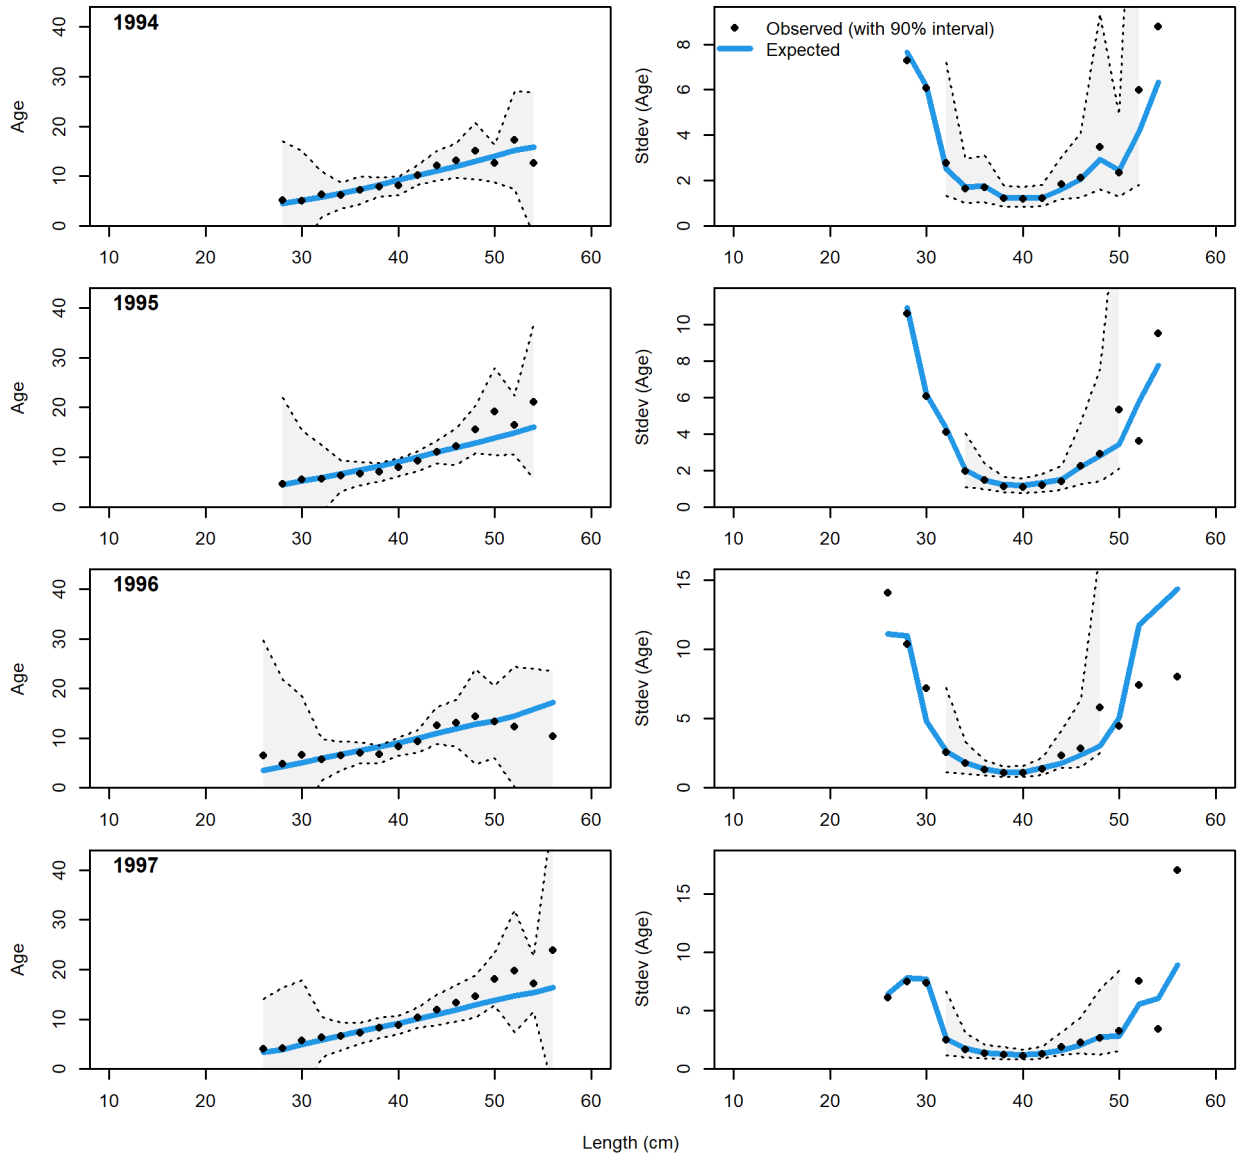 1994
Age
0 10 20 30 40
10 20 30 40 50 60
Observed (with 90% interval)
Expected
Stdev (Age)
0 2 4 6 8
10 20 30 40 50 60
1995
Age
0 10 20 30 40
10 20 30 40 50 60
Stdev (Age)
0 2 4 6 8 10
10 20 30 40 50 60
1996
Age
0 10 20 30 40
10 20 30 40 50 60
Stdev (Age)
0 5 10 15
10 20 30 40 50 60
1997
Age
0 10 20 30 40
10 20 30 40 50 60
Stdev (Age)
0 5 10 15
10 20 30 40 50 60
Length (cm)